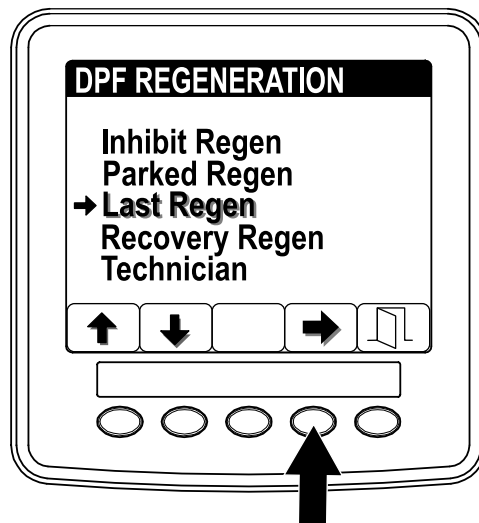 DPF REGENERATION
Inhibit Regen
Parked Regen
Last Regen
Recovery Regen
Technician